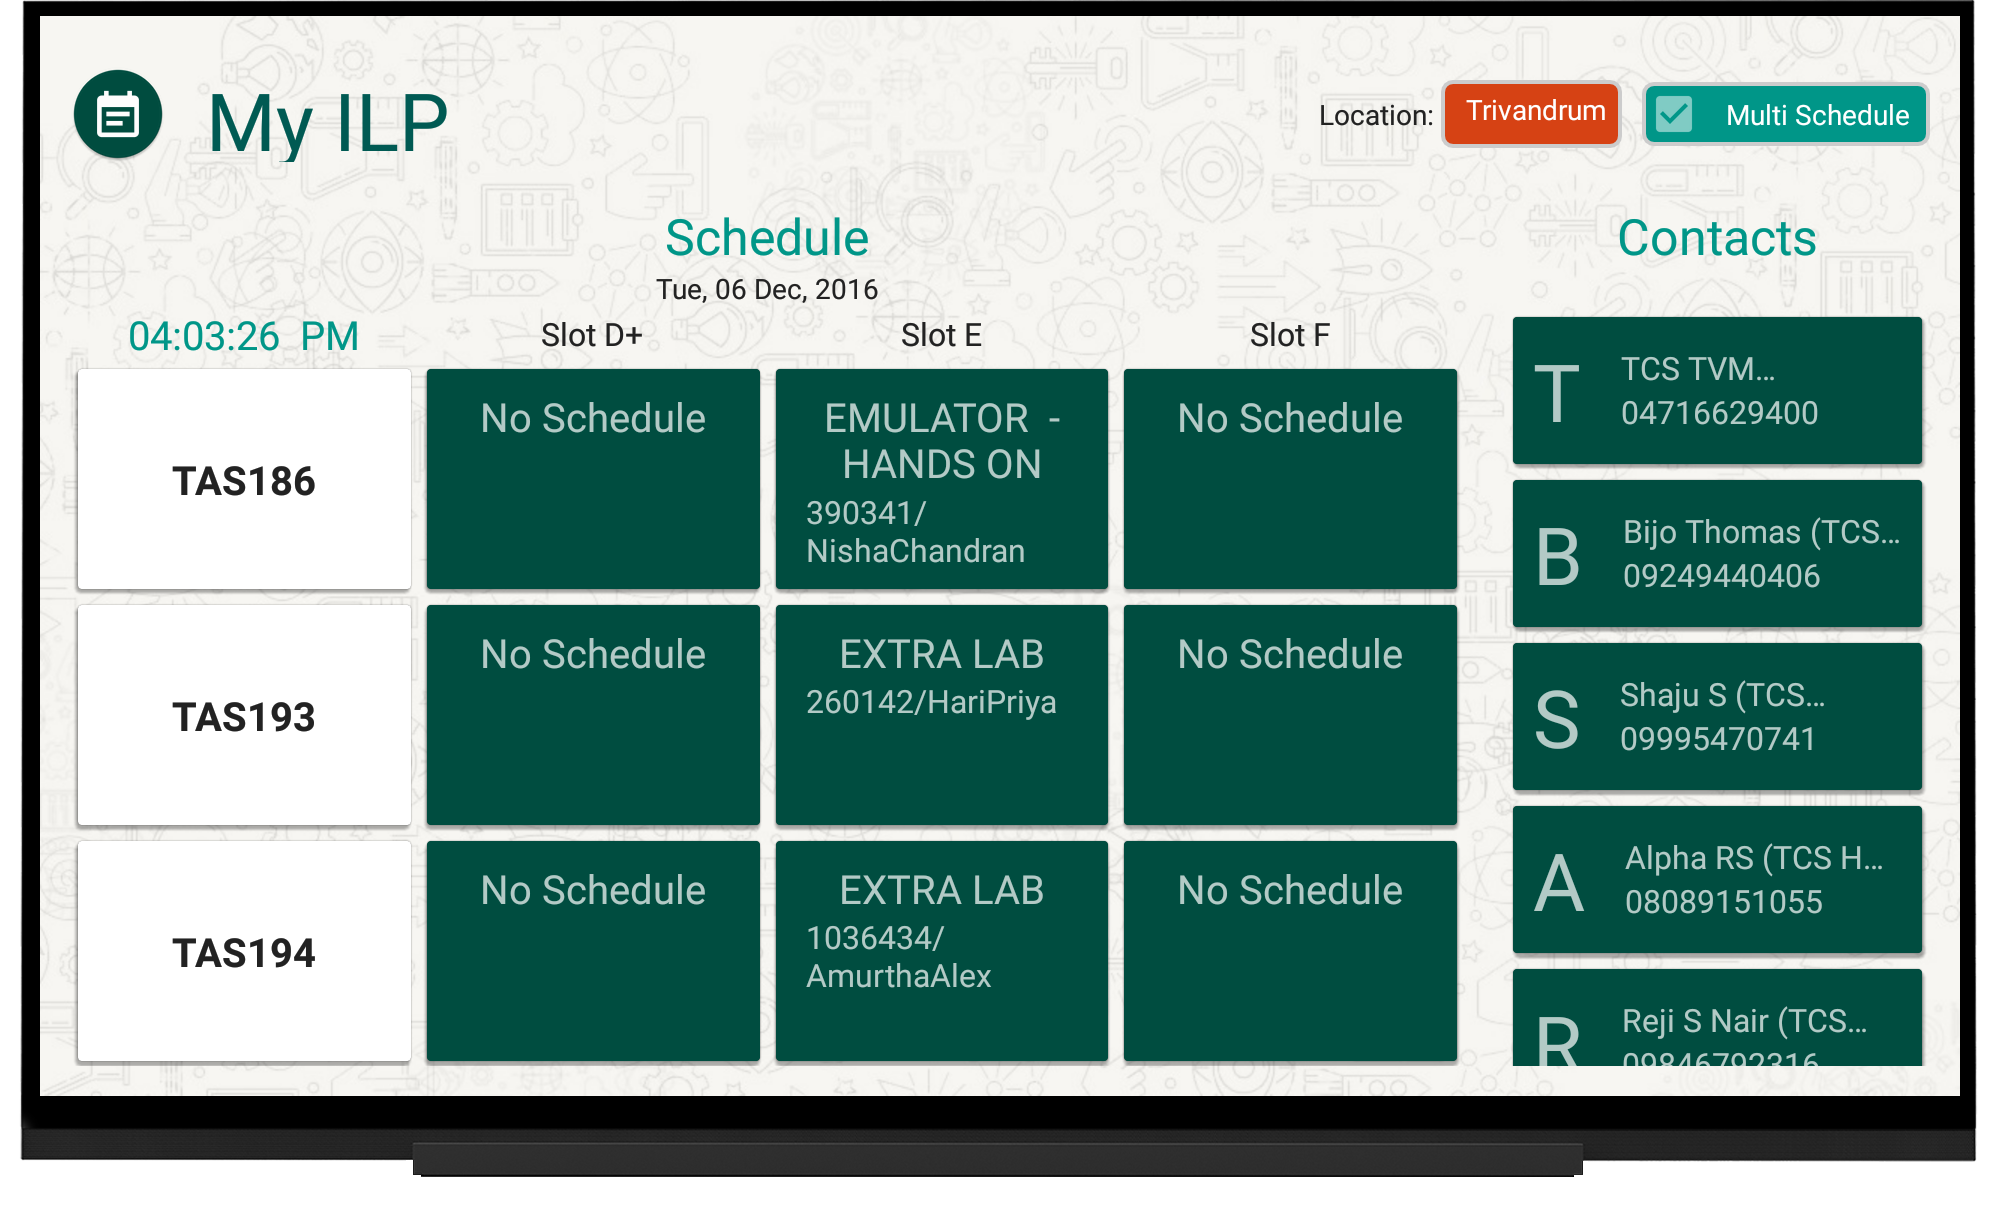 My ILP
Location: Trivandrum
Multi Schedule
Schedule
Tue, 06 Dec, 2016
Contacts
04:03:26 PM
Slot D+
Slot E
Slot F
TAS186
No Schedule
EMULATOR -
HANDS ON
390341/
NishaChandran
No Schedule
TAS193
No Schedule
EXTRA LAB
260142/HariPriya
No Schedule
TAS194
No Schedule
EXTRA LAB
1036434/
AmurthaAlex
No Schedule
T
TCS TVM…
04716629400
B
Bijo Thomas (TCS…
09249440406
S
Shaju S (TCS…
09995470741
A
Alpha RS (TCS H…
08089151055
R
Reji S Nair (TCS…
09846792316